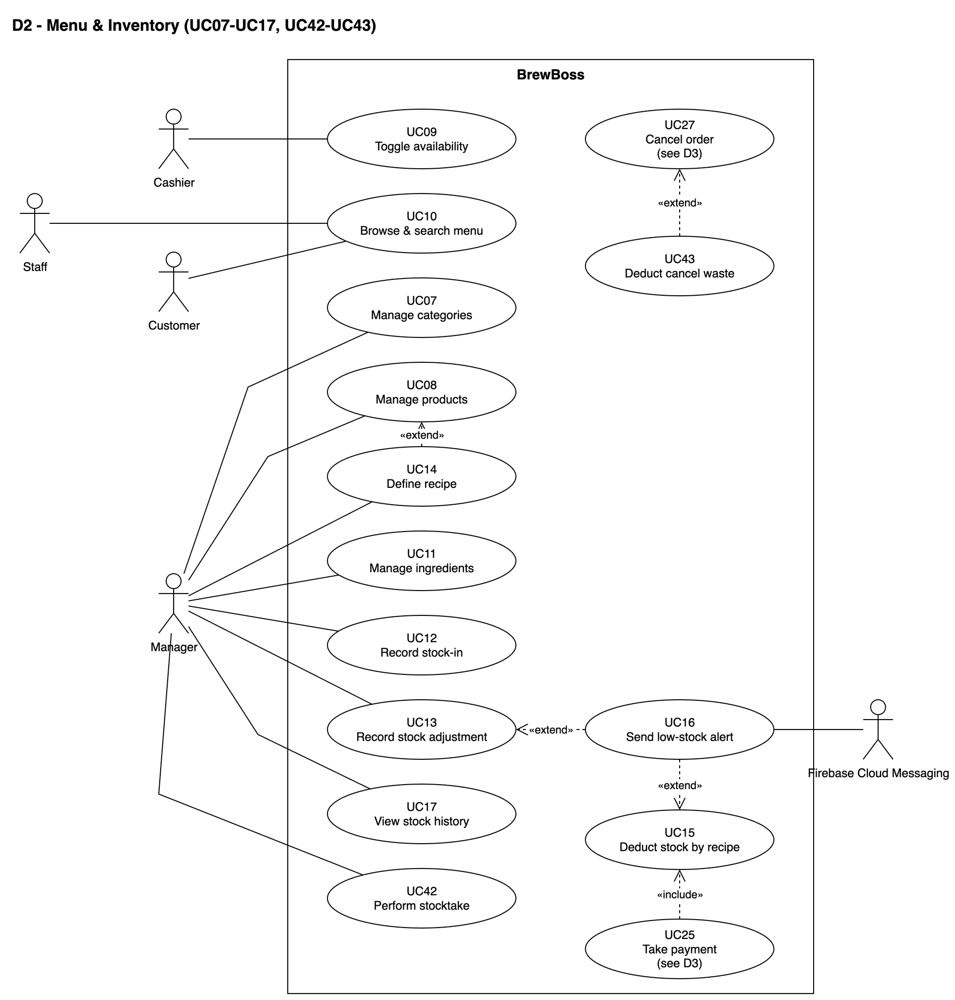 D2 - Menu & Inventory (UC07-UC17, UC42-UC43)
BrewBoss
Cashier
Staff
Customer
Manager
Firebase Cloud Messaging
UC09
Toggle availability
UC10
Browse & search menu
UC07
Manage categories
UC08
Manage products
«extend»
UC14
Define recipe
UC11
Manage ingredients
UC12
Record stock-in
UC13
Record stock adjustment
«extend»
UC17
View stock history
UC42
Perform stocktake
UC27
Cancel order
(see D3)
«extend»
UC43
Deduct cancel waste
UC16
Send low-stock alert
«extend»
UC15
Deduct stock by recipe
«include»
UC25
Take payment
(see D3)